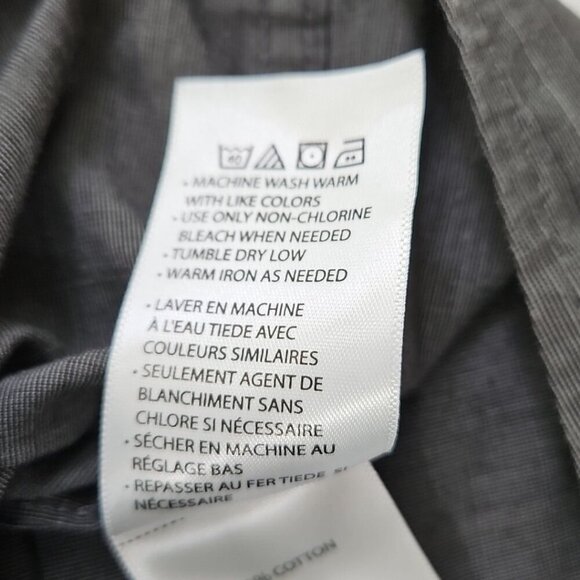 40
• MACHINE WASH WARM
WITH LIKE COLORS
• USE ONLY NON-CHLORINE
BLEACH WHEN NEEDED
• TUMBLE DRY LOW
• WARM IRON AS NEEDED
• LAVER EN MACHINE
À L'EAU TIEDE AVEC
COULEURS SIMILAIRES
• SEULEMENT AGENT DE
BLANCHIMENT SANS
CHLORE SI NÉCESSAIRE
• SÉCHER EN MACHINE AU
RÉGLAGE BAS
• REPASSER AU FER TIEDE SI
NÉCESSAIRE
% COTTON